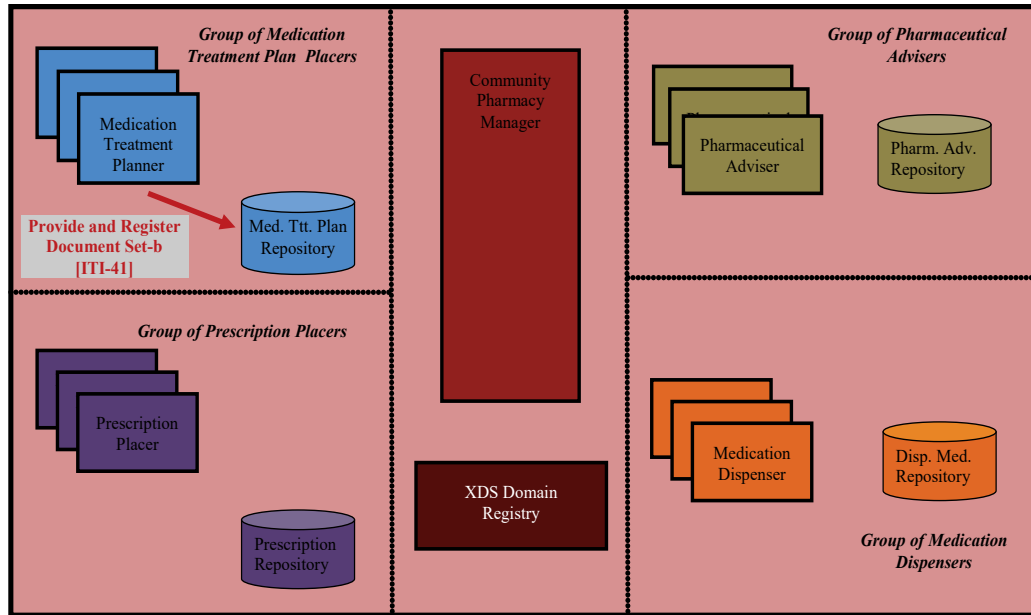 Group of Medication
Treatment Plan Placers
Medication
Treatment
Planner
Provide and Register
Document Set-b
[ITI-41]
Med. Ttt. Plan
Repository
Group of Prescription Placers
Prescription
Placer
Prescription
Repository
Community
Pharmacy
Manager
XDS Domain
Registry
Group of Pharmaceutical
Advisers
Pharmaceutical
Adviser
Pharm. Adv.
Repository
Medication
Dispenser
Disp. Med.
Repository
Group of Medication
Dispensers